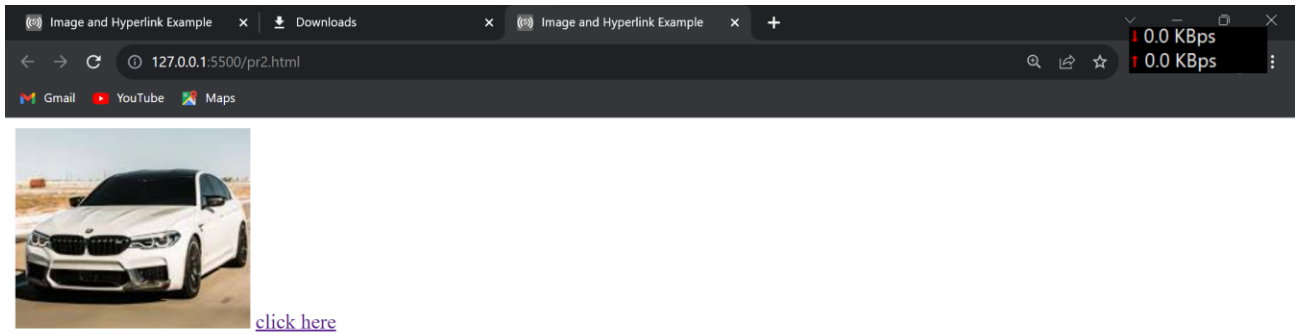 Image and Hyperlink Example
Downloads
Image and Hyperlink Example
0.0 KBps
127.0.0.1:5500/pr2.html
0.0 KBps
Gmail YouTube Maps
click here